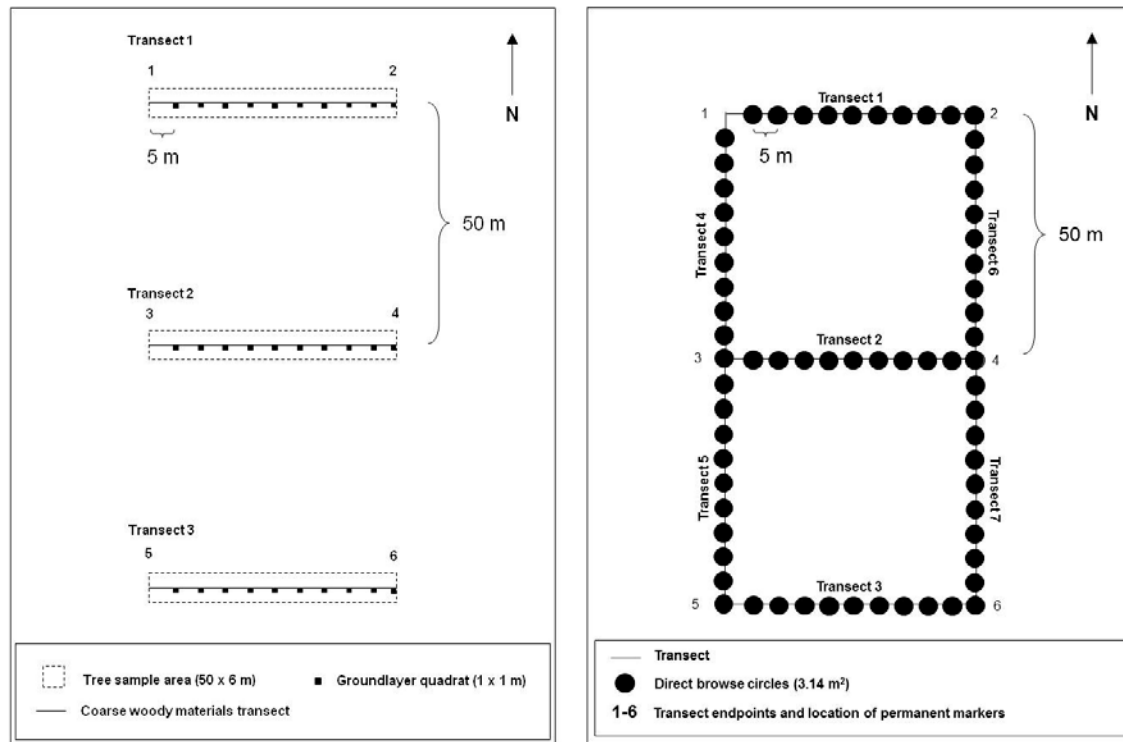 Transect 1
1 2
N
5 m
50 m
Transect 2
3 4
Transect 3
5 6
Tree sample area (50 x 6 m)
Groundlayer quadrat (1 x 1 m)
Coarse woody materials transect
N
Transect 1
1 2
5 m
Transect 4
Transect 6
50 m
Transect 2
3 4
Transect 5
Transect 7
Transect 3
5 6
Transect
Direct browse circles (3.14 m²)
1-6 Transect endpoints and location of permanent markers